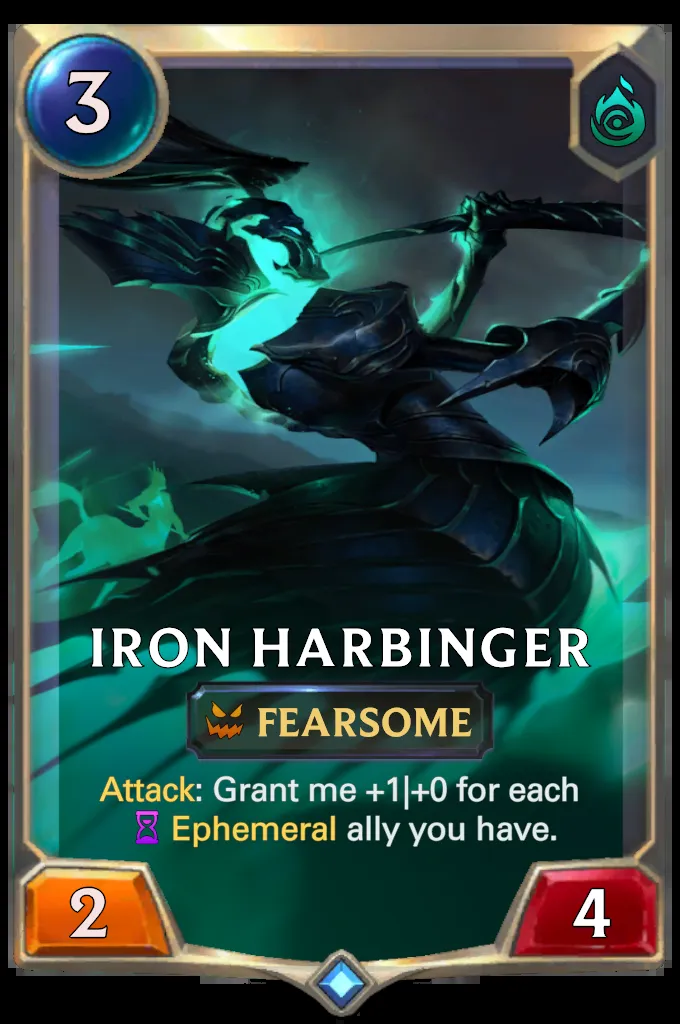 3
IRON HARBINGER
FEARSOME
Attack: Grant me +1|+0 for each
Ephemeral ally you have.
2
4